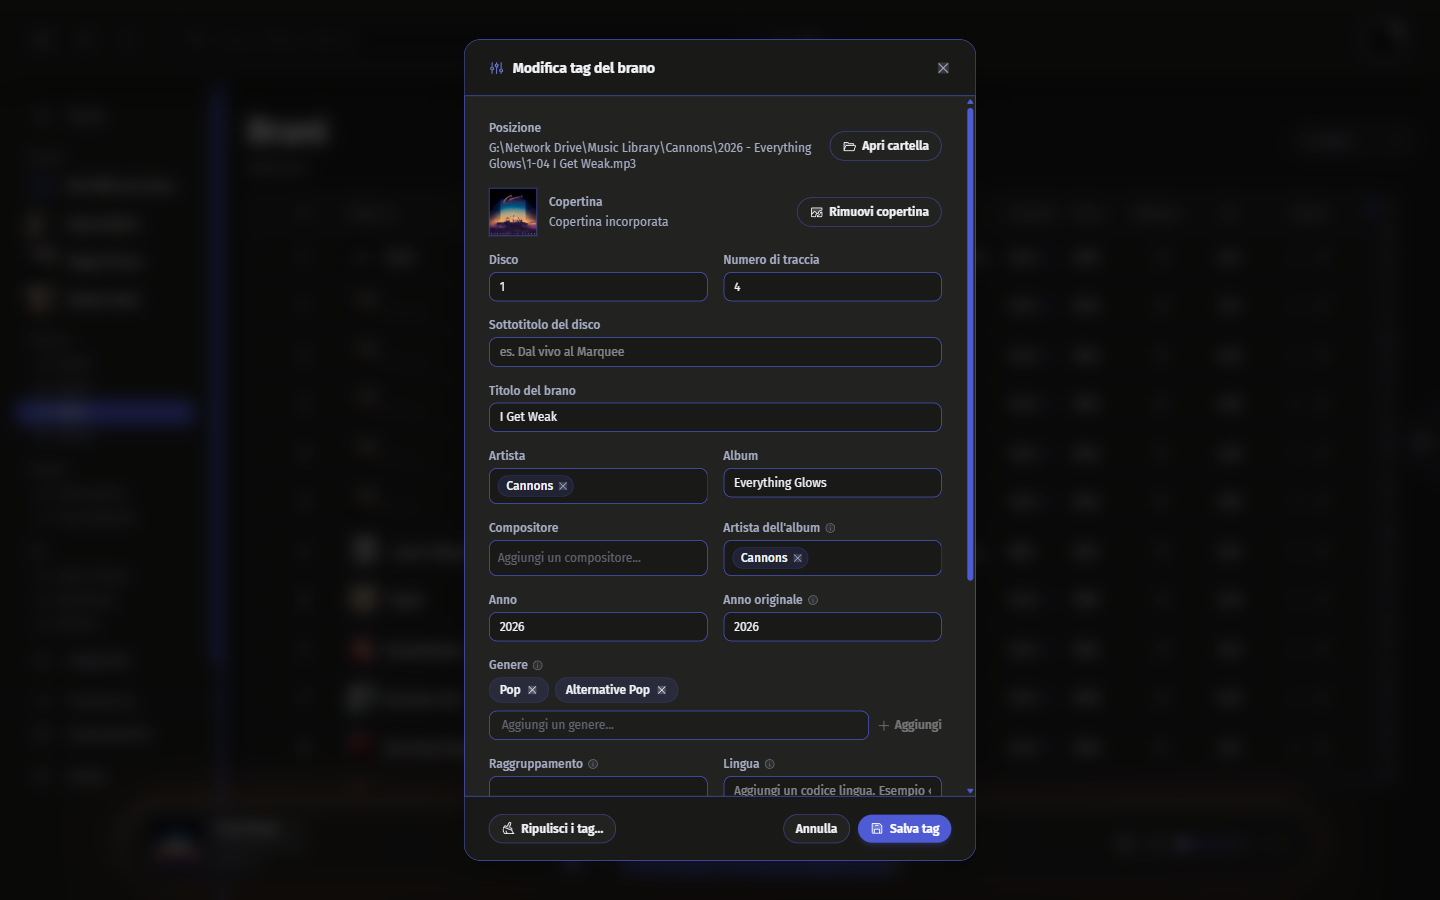 Modifica tag del brano
Posizione
G:\Network Drive\Music Library\Cannons\2026 - Everything
Glows\1-04 I Get Weak.mp3
Apri cartella
Copertina
Copertina incorporata
Rimuovi copertina
Disco
Numero di traccia
1
4
Sottotitolo del disco
es. Dal vivo al Marquee
Titolo del brano
I Get Weak
Artista
Album
Cannons
Everything Glows
Compositore
Artista dell'album
Aggiungi un compositore...
Cannons
Anno
Anno originale
2026
2026
Genere
Pop
Alternative Pop
Aggiungi un genere...
Aggiungi
Raggruppamento
Lingua
Aggiungi un codice lingua. Esempio
Ripulisci i tag...
Annulla
Salva tag